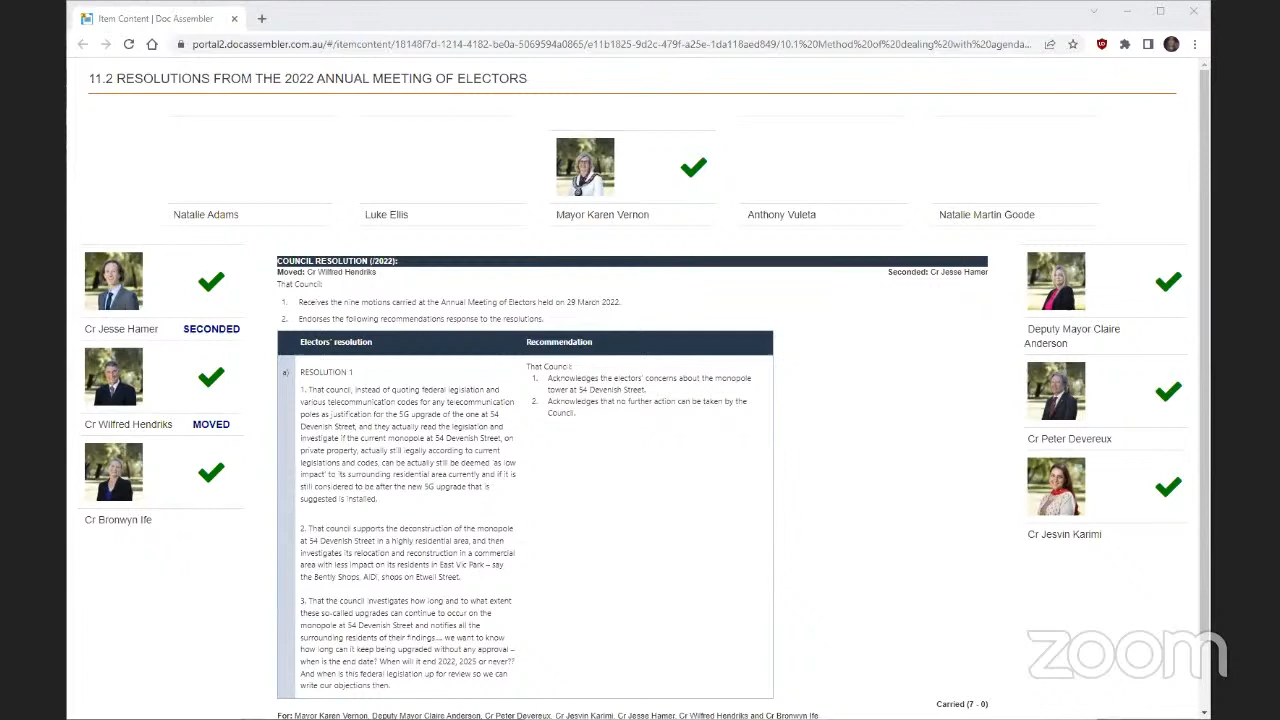 Item Content | Doc Assembler
portal2.docassembler.com.au/#/itemcontent/18148f7d-1214-4182-be0a-5069594a0865/e11b1825-9d2c-479f-a25e-1da118aed849/10.1%20Method%20of%20dealing%20with%20agenda...
11.2 RESOLUTIONS FROM THE 2022 ANNUAL MEETING OF ELECTORS
Natalie Adams
Luke Ellis
Mayor Karen Vernon
Anthony Vuleta
Natalie Martin Goode
Cr Jesse Hamer SECONDED
Cr Wilfred Hendriks MOVED
Cr Bronwyn Ife
COUNCIL RESOLUTION (/2022):
Moved: Cr Wilfred Hendriks Seconded: Cr Jesse Hamer
That Council:
1. Receives the nine motions carried at the Annual Meeting of Electors held on 29 March 2022.
2. Endorses the following recommendations response to the resolutions.
Electors' resolution Recommendation
a) RESOLUTION 1
1. That council, instead of quoting federal legislation and
various telecommunication codes for any telecommunication
poles as justification for the 5G upgrade of the one at 54
Devenish Street, and they actually read the legislation and
investigate if the current monopole at 54 Devenish Street, on
private property, actually still legally according to current
legislations and codes, can be actually still be deemed 'as low
impact' to its surrounding residential area currently and if it is
still considered to be after the new 5G upgrade that is
suggested is installed.
2. That council supports the deconstruction of the monopole
at 54 Devenish Street in a highly residential area, and then
investigates its relocation and reconstruction in a commercial
area with less impact on its residents in East Vic Park – say
the Bently Shops, AIDI, shops on Etwell Street.
3. That the council investigates how long and to what extent
these so-called upgrades can continue to occur on the
monopole at 54 Devenish Street and notifies all the
surrounding residents of their findings…. we want to know
how long can it keep being upgraded without any approval –
when is the end date? When will it end 2022, 2025 or never??
And when is this federal legislation up for review so we can
write our objections then.
That Council:
1. Acknowledges the electors' concerns about the monopole
tower at 54 Devenish Street.
2. Acknowledges that no further action can be taken by the
Council.
Deputy Mayor Claire
Anderson
Cr Peter Devereux
Cr Jesvin Karimi
Carried (7 - 0)
For: Mayor Karen Vernon, Deputy Mayor Claire Anderson, Cr Peter Devereux, Cr Jesvin Karimi, Cr Jesse Hamer, Cr Wilfred Hendriks and Cr Bronwyn Ife
zoom